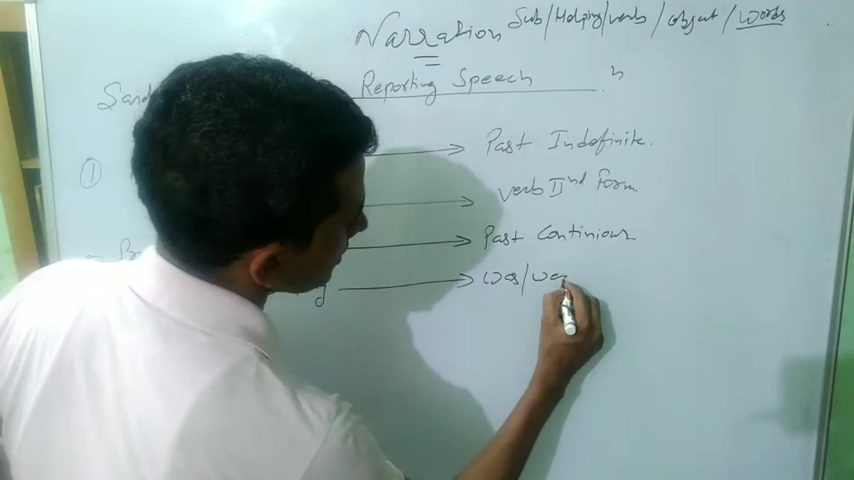 Narration Sub/Helping/verb/object/words
Said Reporting Speech
① → Past Indefinite.
→ verb IInd Form
→ Past Continious
→ was/we